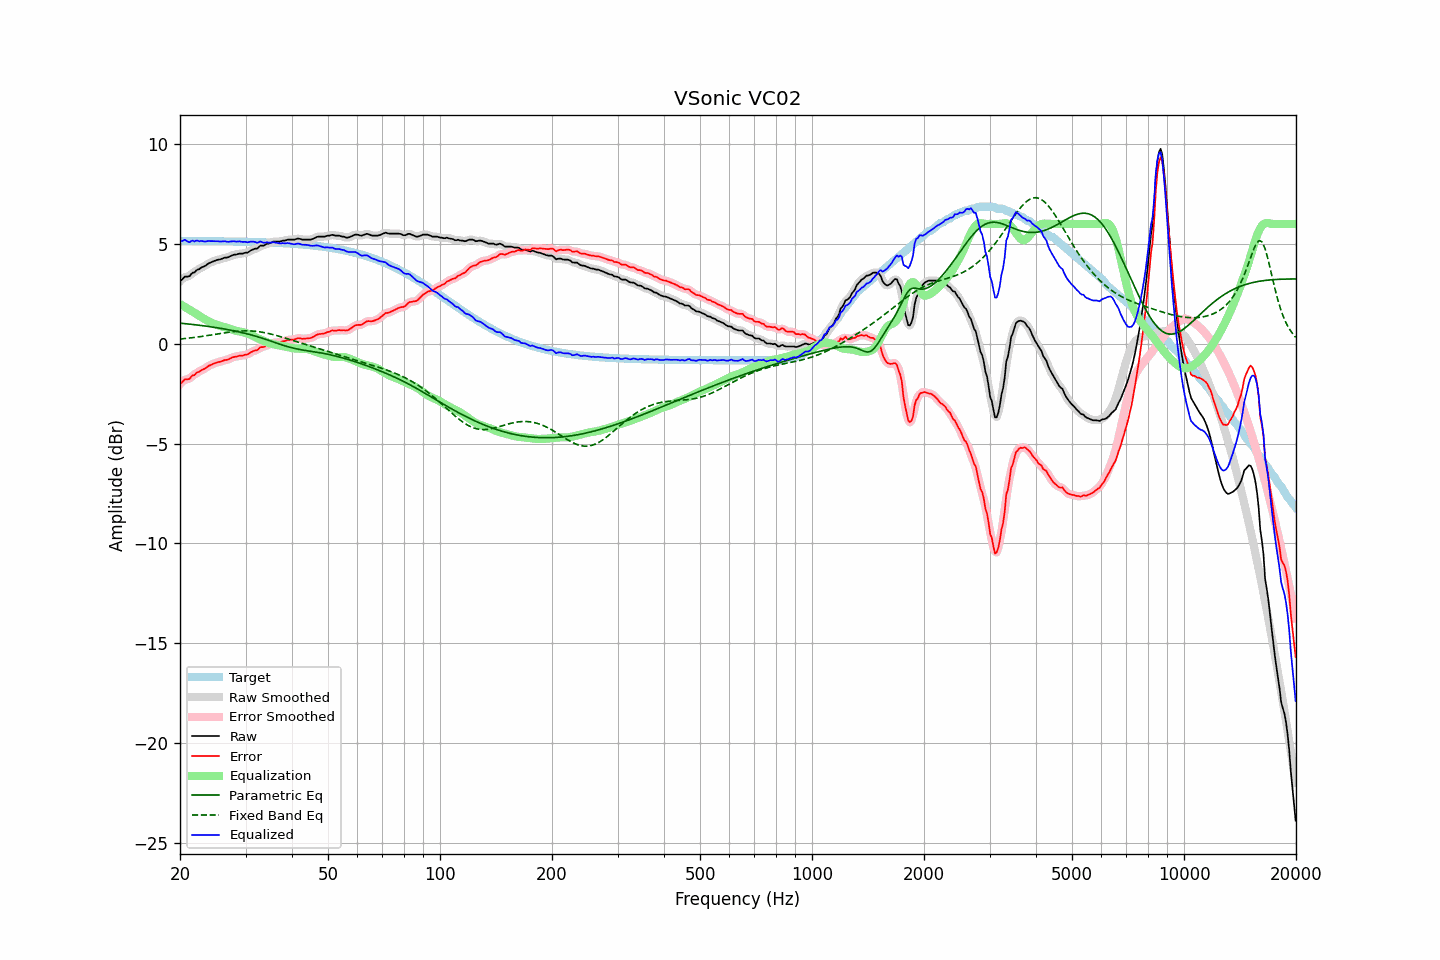 VSonic VC02
Amplitude (dBr)
10
5
0
−5
−10
−15
−20
−25
Target
Raw Smoothed
Error Smoothed
Raw
Error
Equalization
Parametric Eq
Fixed Band Eq
Equalized
20 50 100 200 500 1000 2000 5000 10000 20000
Frequency (Hz)